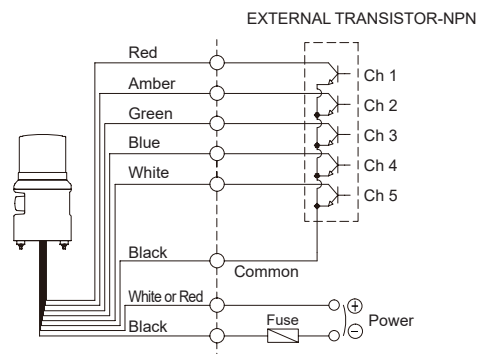 EXTERNAL TRANSISTOR-NPN
Red
Ch 1
Amber
Ch 2
Green
Ch 3
Blue
Ch 4
White
Ch 5
Black
Common
White or Red
+
Fuse
Power
Black
−